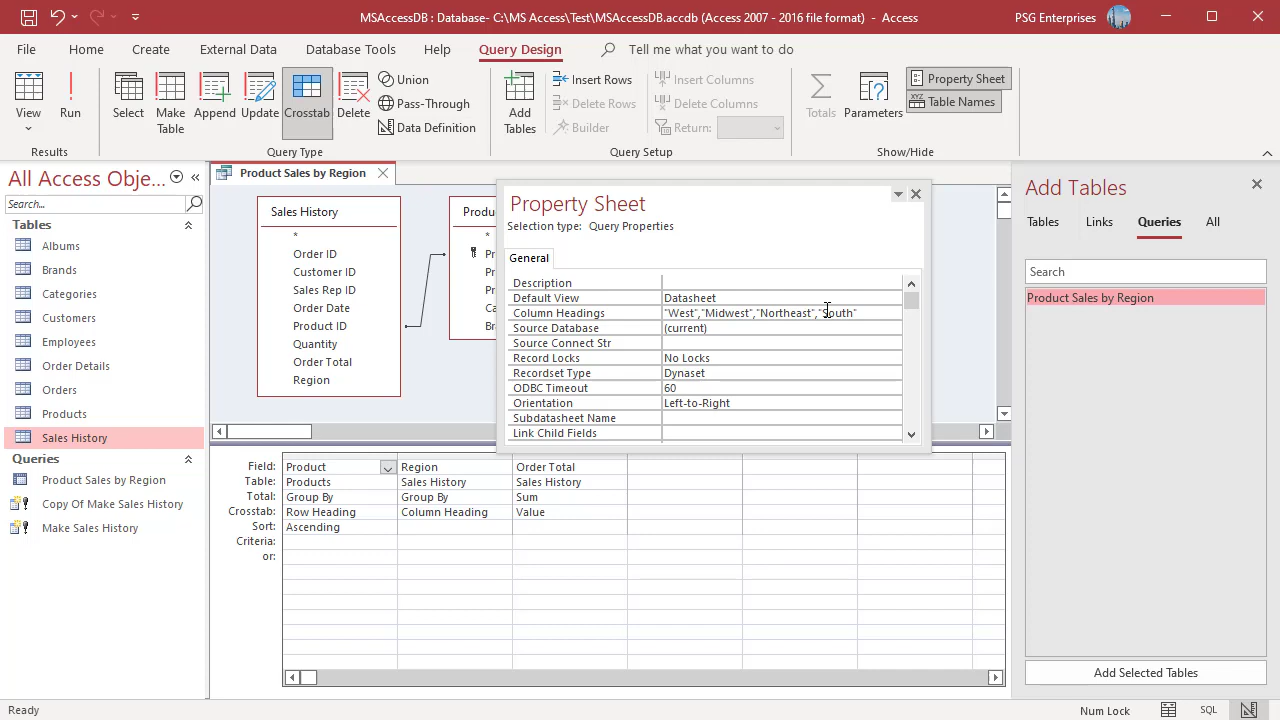 MSAccessDB : Database- C:\MS Access\Test\MSAccessDB.accdb (Access 2007 - 2016 file format) - Access
PSG Enterprises
File Home Create External Data Database Tools Help Query Design Tell me what you want to do
View
Run
Results
Select
Make Table
Append
Update
Crosstab
Delete
Union
Pass-Through
Data Definition
Query Type
Add Tables
Insert Rows
Delete Rows
Builder
Insert Columns
Delete Columns
Return:
Query Setup
Totals
Parameters
Property Sheet
XYZ
Table Names
Show/Hide
All Access Obje...
Search...
Tables
Albums
Brands
Categories
Customers
Employees
Order Details
Orders
Products
Sales History
Queries
Product Sales by Region
Copy Of Make Sales History
Make Sales History
Product Sales by Region
Sales History
*
Order ID
Customer ID
Sales Rep ID
Order Date
Product ID
Quantity
Order Total
Region
Produ
*
Pr
Pr
Pr
Ca
Br
Property Sheet
Selection type: Query Properties
General
Description
Default View Datasheet
Column Headings "West","Midwest","Northeast","South"
Source Database (current)
Source Connect Str
Record Locks No Locks
Recordset Type Dynaset
ODBC Timeout 60
Orientation Left-to-Right
Subdatasheet Name
Link Child Fields
Field: Product Region Order Total
Table: Products Sales History Sales History
Total: Group By Group By Sum
Crosstab: Row Heading Column Heading Value
Sort: Ascending
Criteria:
or:
Add Tables
Tables Links Queries All
Search
Product Sales by Region
Add Selected Tables
Ready
Num Lock
SQL